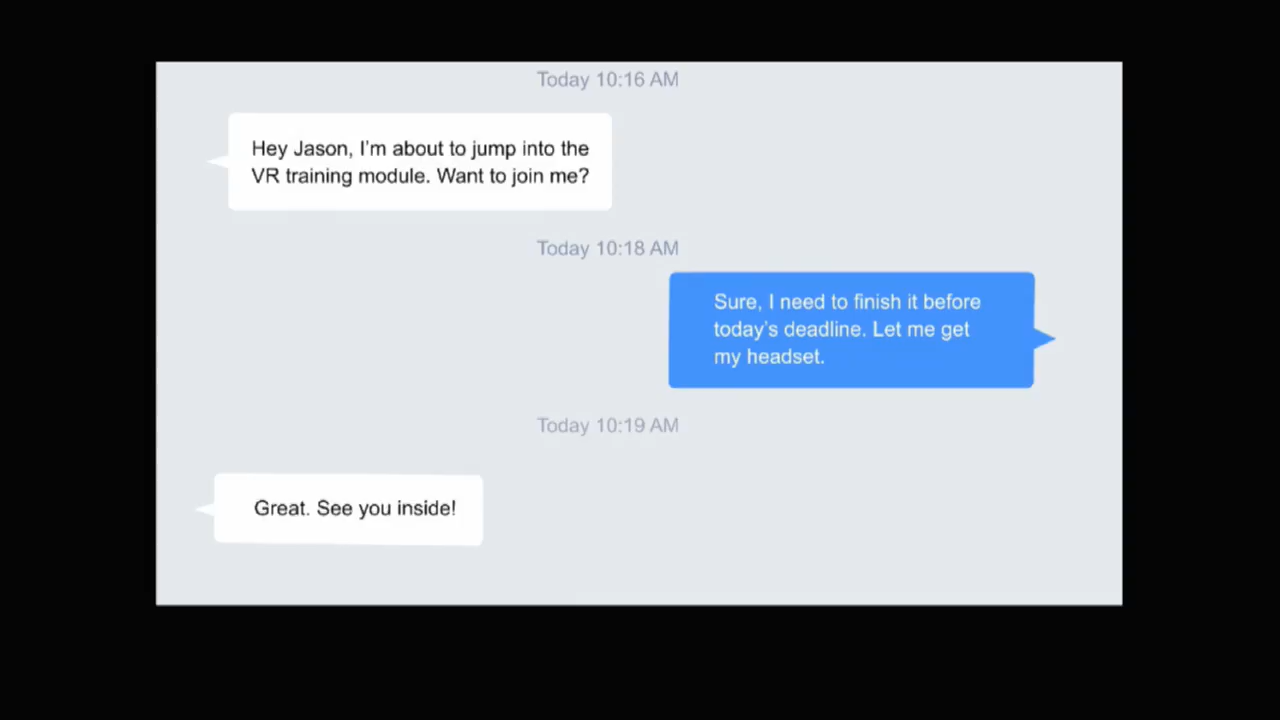 Today 10:16 AM
Hey Jason, I'm about to jump into the
VR training module. Want to join me?
Today 10:18 AM
Sure, I need to finish it before
today's deadline. Let me get
my headset.
Today 10:19 AM
Great. See you inside!